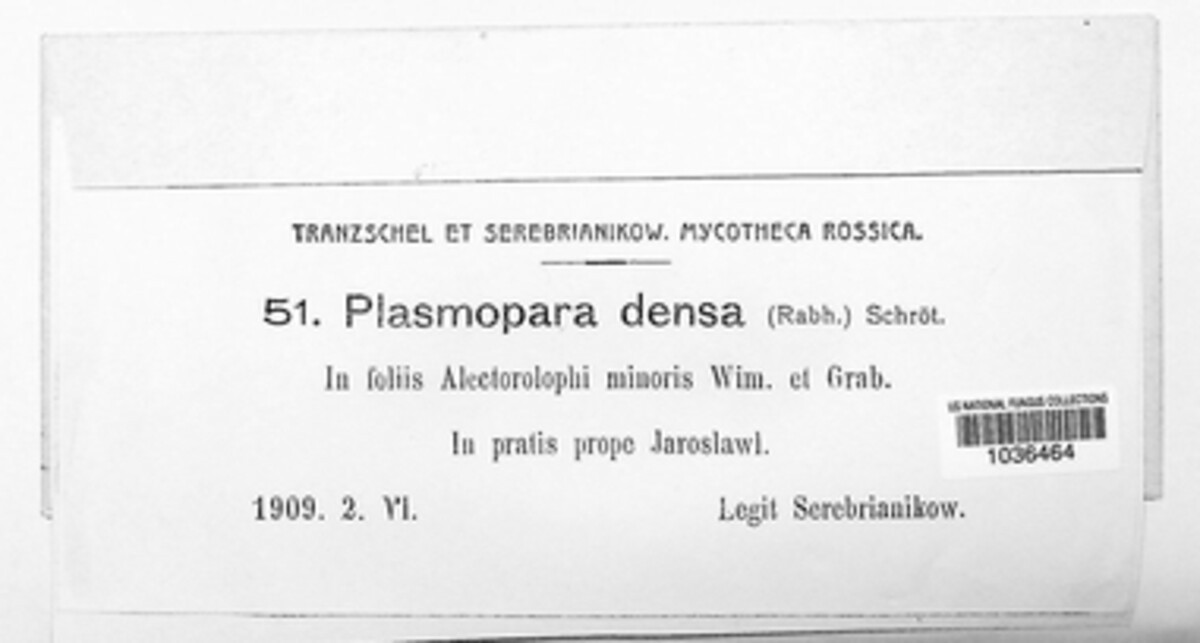 TRANZSCHEL ET SEREBRIANIKOW. MYCOTHECA ROSSICA.
51. Plasmopara densa (Rabh.) Schröt.
In foliis Alectorolophi minoris Wim. et Grab.
In pratis prope Jaroslawl.
US NATIONAL FUNGUS COLLECTIONS
1036464
1909. 2. VI.
Legit Serebrianikow.